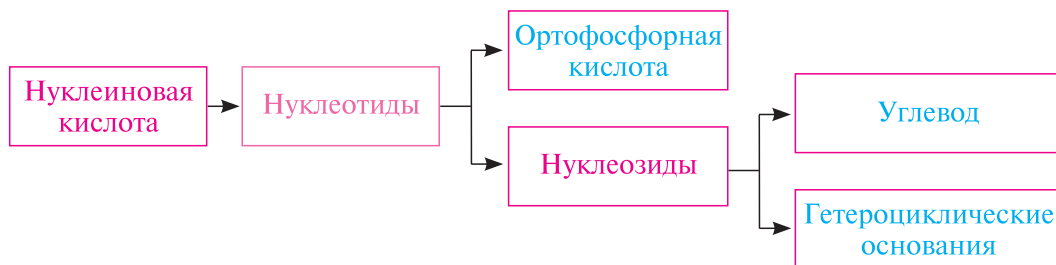 Нуклеиновая
кислота
Нуклеотиды
Ортофосфорная
кислота
Нуклеозиды
Углевод
Гетероциклические
основания